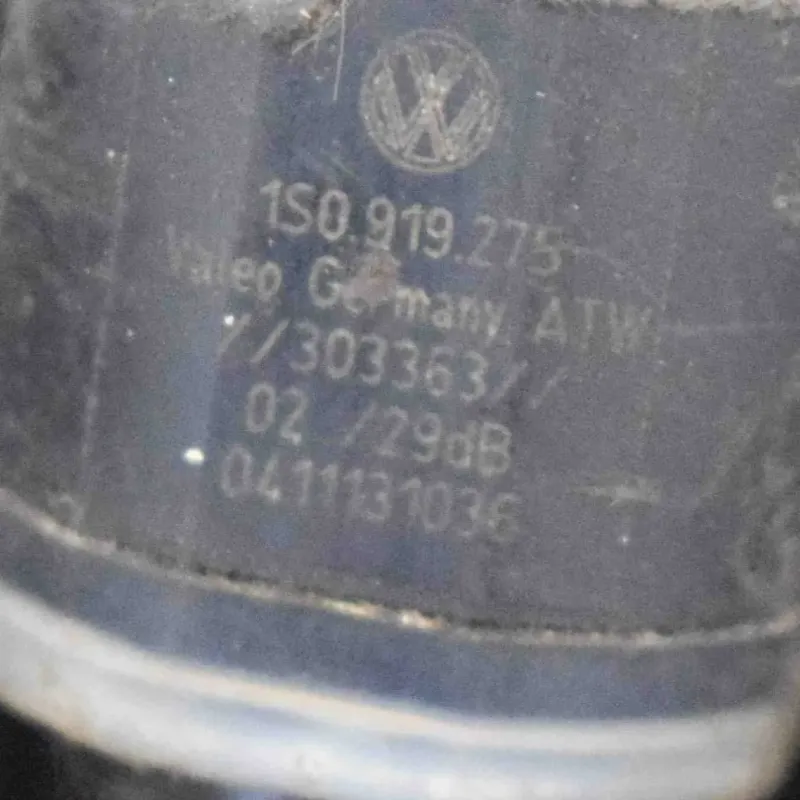 1S0.919.275
Valeo Germany ATW
//303363//
02 /29dB
0411131036